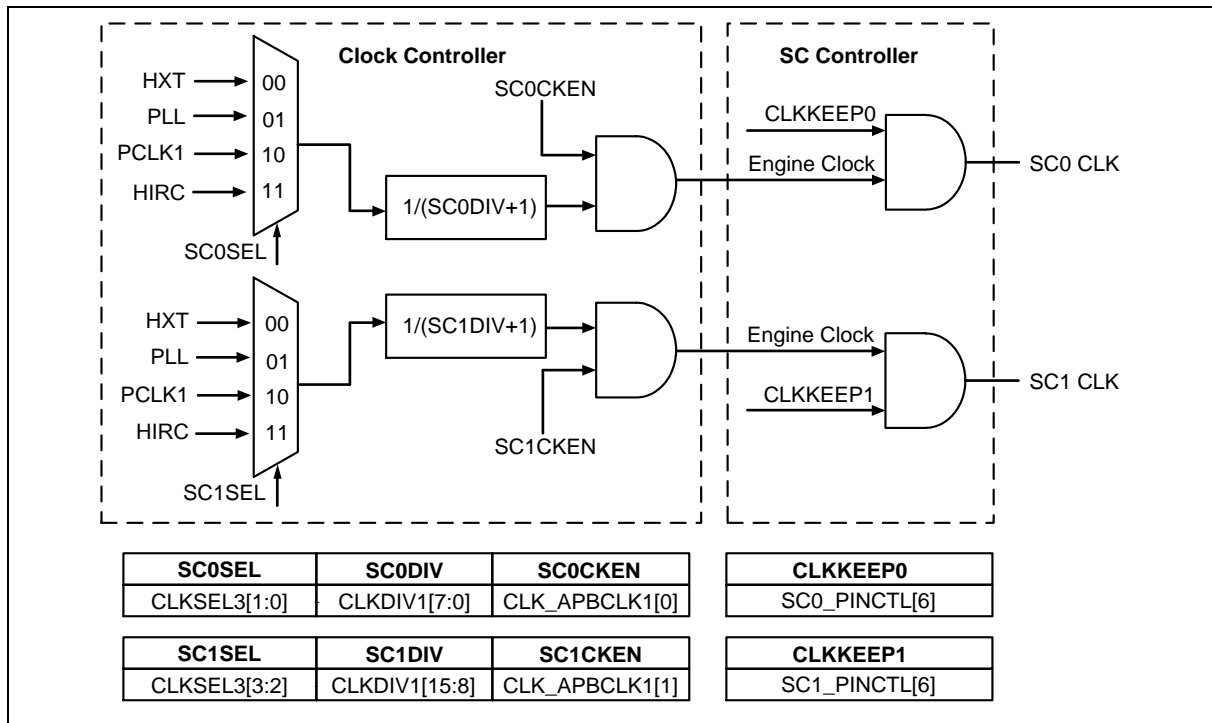 Clock Controller
SC Controller
HXT
PLL
PCLK1
HIRC
00
01
10
11
SC0SEL
1/(SC0DIV+1)
SC0CKEN
CLKKEEP0
Engine Clock
SC0 CLK
HXT
PLL
PCLK1
HIRC
00
01
10
11
SC1SEL
1/(SC1DIV+1)
SC1CKEN
Engine Clock
CLKKEEP1
SC1 CLK
SC0SEL SC0DIV SC0CKEN CLKKEEP0
CLKSEL3[1:0] CLKDIV1[7:0] CLK_APBCLK1[0] SC0_PINCTL[6]
SC1SEL SC1DIV SC1CKEN CLKKEEP1
CLKSEL3[3:2] CLKDIV1[15:8] CLK_APBCLK1[1] SC1_PINCTL[6]